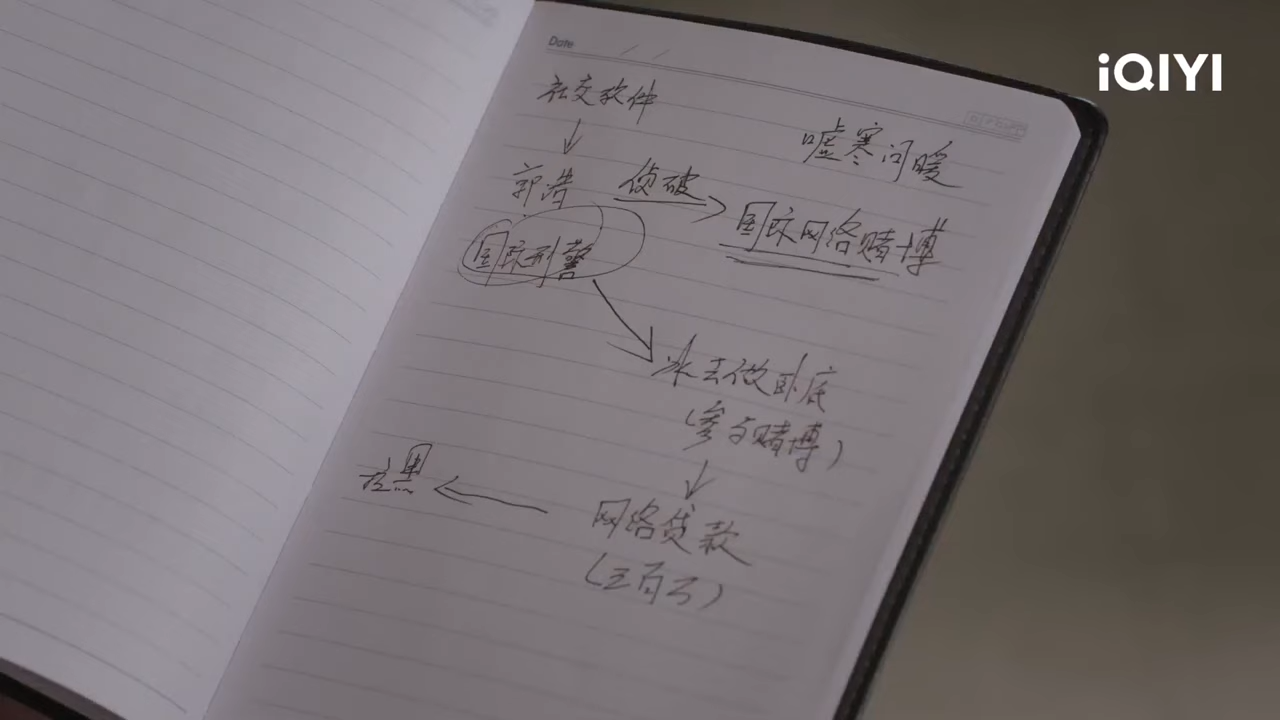 Date / /
iQIYI
社交软件
嘘寒问暖
郭浩 侦破 国际网络赌博
国际刑警
冰去做卧底
(参与赌博)
拉黑
网络贷款
(三百万)